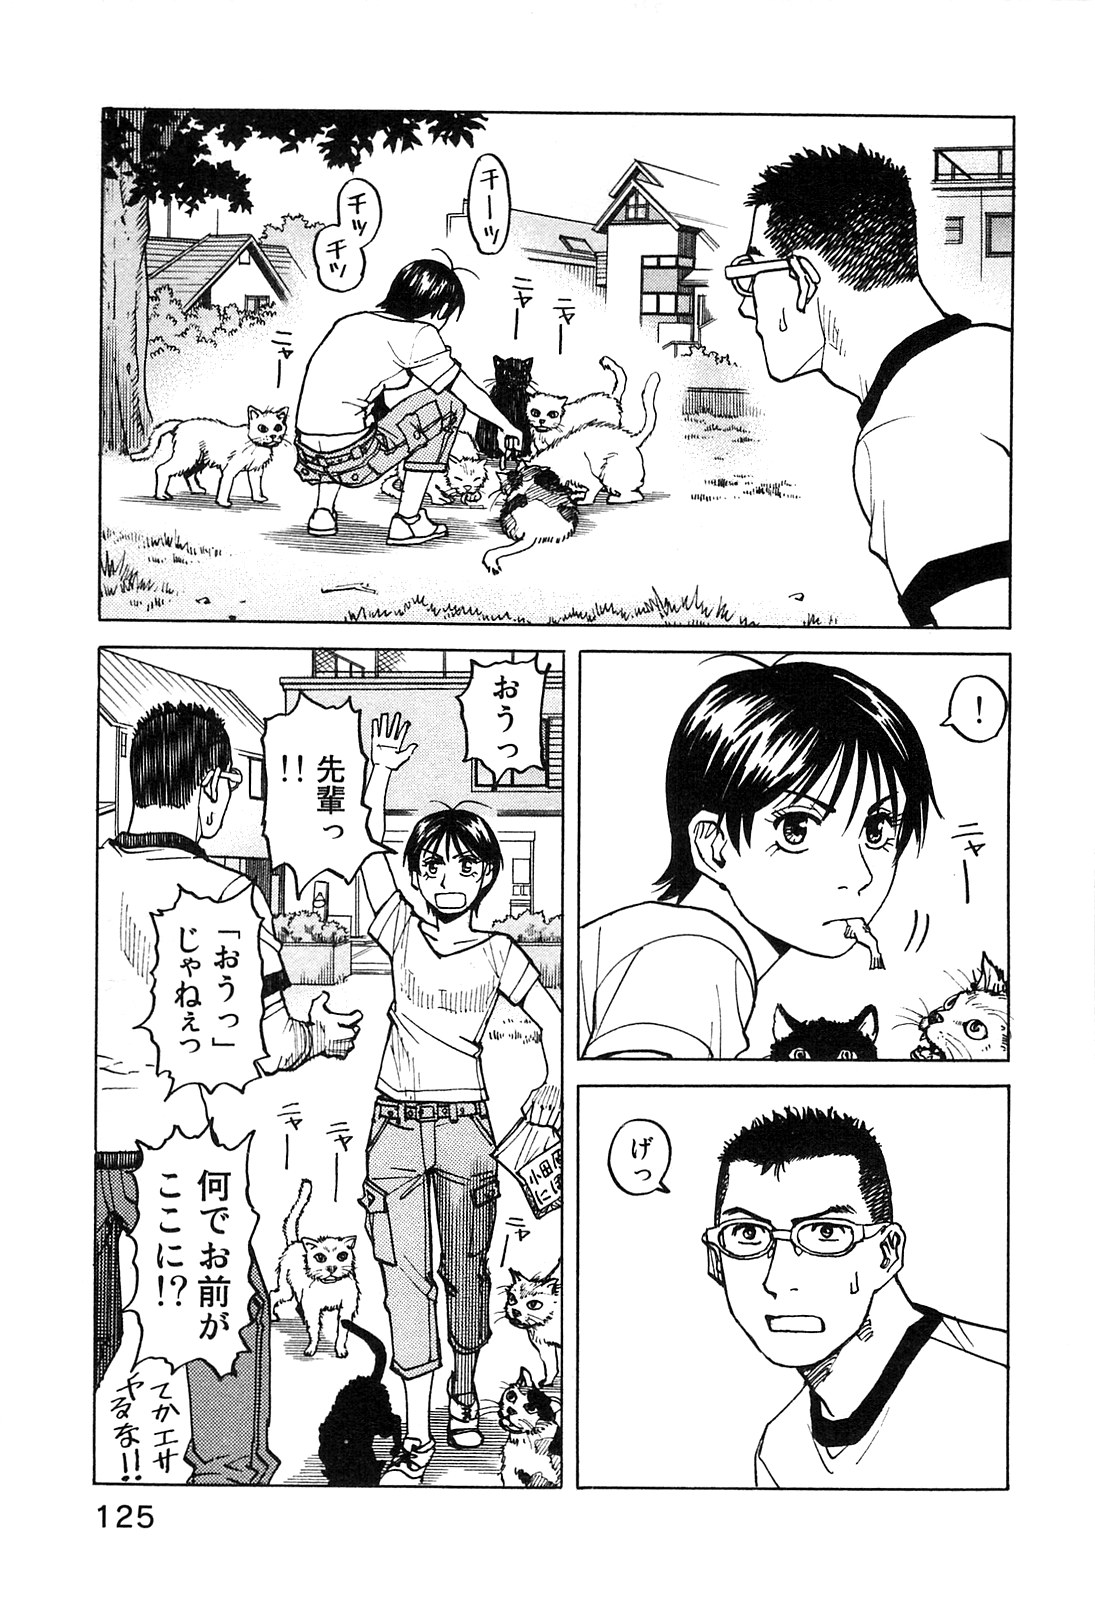 チーッ
チッ
チッ
ニャー
ニャー
ニャー
！
ニャー
げっ
おうっ
先輩っ
!!
「おうっ」
じゃねぇっ
何でお前が
ここに!?
てかエサ
やるな!!
ニャー
ニャー
ニャ
小田原
125